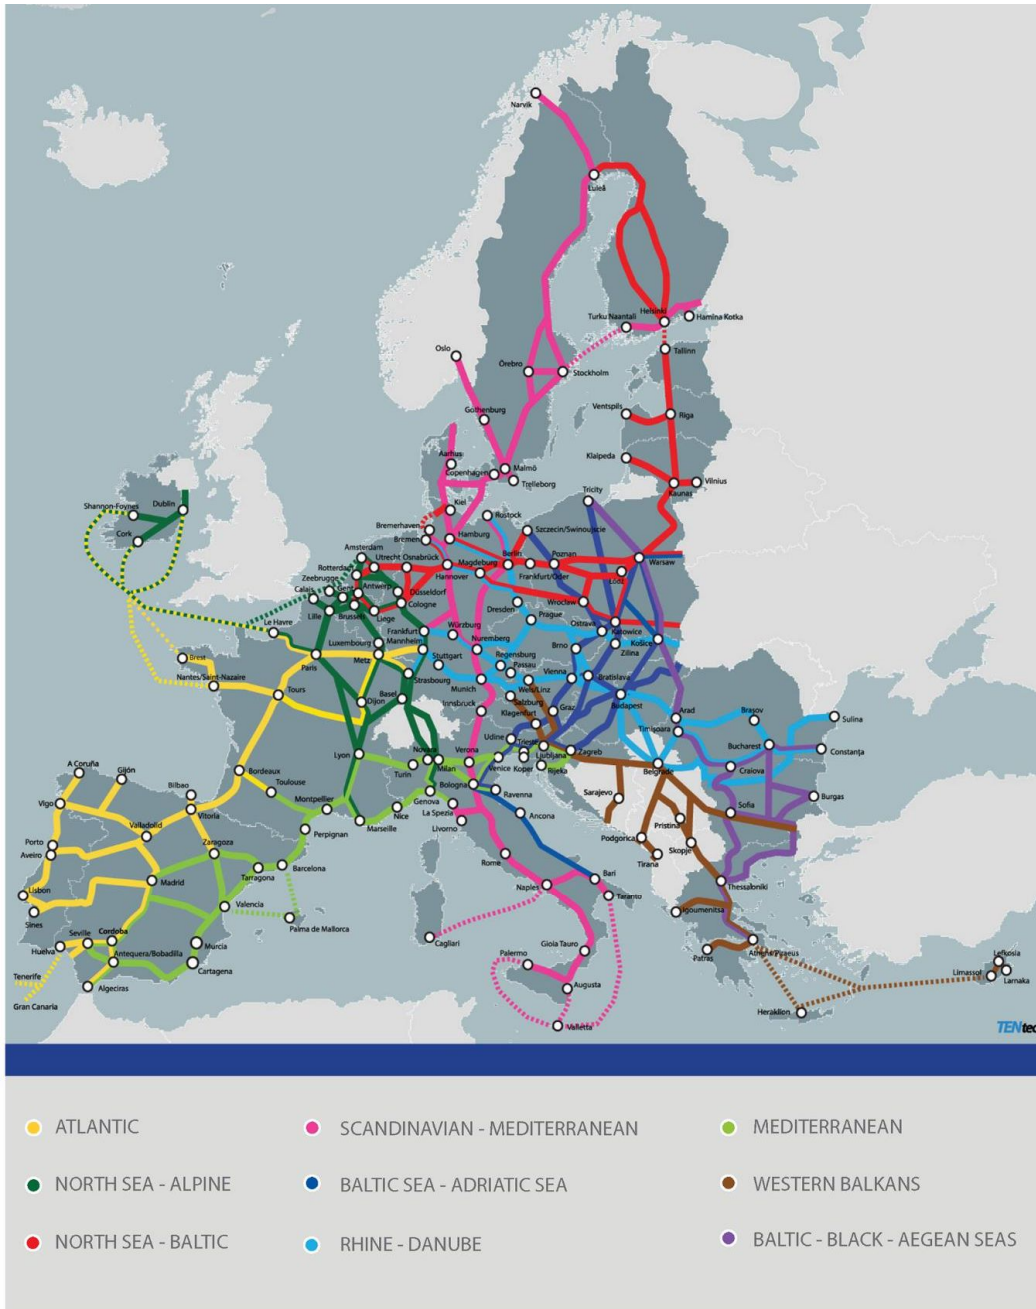 Narvik
Luleå
Helsinki
Turku Naantali
Hamina Kotka
Tallinn
Oslo
Örebro
Stockholm
Gothenburg
Ventspils
Riga
Klaipeda
Kaunas
Vilnius
Aarhus
Copenhagen
Malmö
Trelleborg
Tricity
Shannon-Foynes
Dublin
Cork
Kiel
Rostock
Bremerhaven
Bremen
Hamburg
Szczecin/Swinoujscie
Amsterdam
Utrecht
Osnabrück
Rotterdam
Zeebrugge
Calais
Gent
Antwerp
Düsseldorf
Hannover
Magdeburg
Berlin
Frankfurt/Oder
Poznan
Warsaw
Lodz
Wroclaw
Lille
Brussels
Liege
Cologne
Dresden
Prague
Ostrava
Katowice
Le Havre
Luxembourg
Frankfurt
Mannheim
Würzburg
Nuremberg
Zilina
Košice
Brno
Brest
Nantes/Saint-Nazaire
Paris
Metz
Stuttgart
Strasbourg
Regensburg
Passau
Vienna
Bratislava
Munich
Wels/Linz
Salzburg
Budapest
Tours
Dijon
Basel
Innsbruck
Klagenfurt
Graz
Arad
Timişoara
Braşov
Sulina
Udine
Trieste
Ljubljana
Zagreb
Bucharest
Constanța
Lyon
Novara
Milan
Turin
Verona
Venice
Koper
Rijeka
Belgrade
Craiova
A Coruña
Gijón
Bilbao
Bordeaux
Toulouse
Bologna
Ravenna
Sarajevo
Burgas
Vigo
Vitoria
Montpellier
Nice
Genova
La Spezia
Livorno
Ancona
Sofia
Valladolid
Perpignan
Marseille
Pristina
Podgorica
Skopje
Tirana
Porto
Aveiro
Zaragoza
Barcelona
Tarragona
Rome
Madrid
Lisbon
Sines
Valencia
Palma de Mallorca
Naples
Bari
Taranto
Thessaloniki
Igoumenitsa
Cagliari
Seville
Cordoba
Huelva
Antequera/Bobadilla
Murcia
Cartagena
Algeciras
Tenerife
Gran Canaria
Palermo
Gioia Tauro
Augusta
Valletta
Patras
Athens/Piraeus
Heraklion
Lefkosia
Limassol
Larnaka
TENtec
ATLANTIC
SCANDINAVIAN - MEDITERRANEAN
MEDITERRANEAN
NORTH SEA - ALPINE
BALTIC SEA - ADRIATIC SEA
WESTERN BALKANS
NORTH SEA - BALTIC
RHINE - DANUBE
BALTIC - BLACK - AEGEAN SEAS